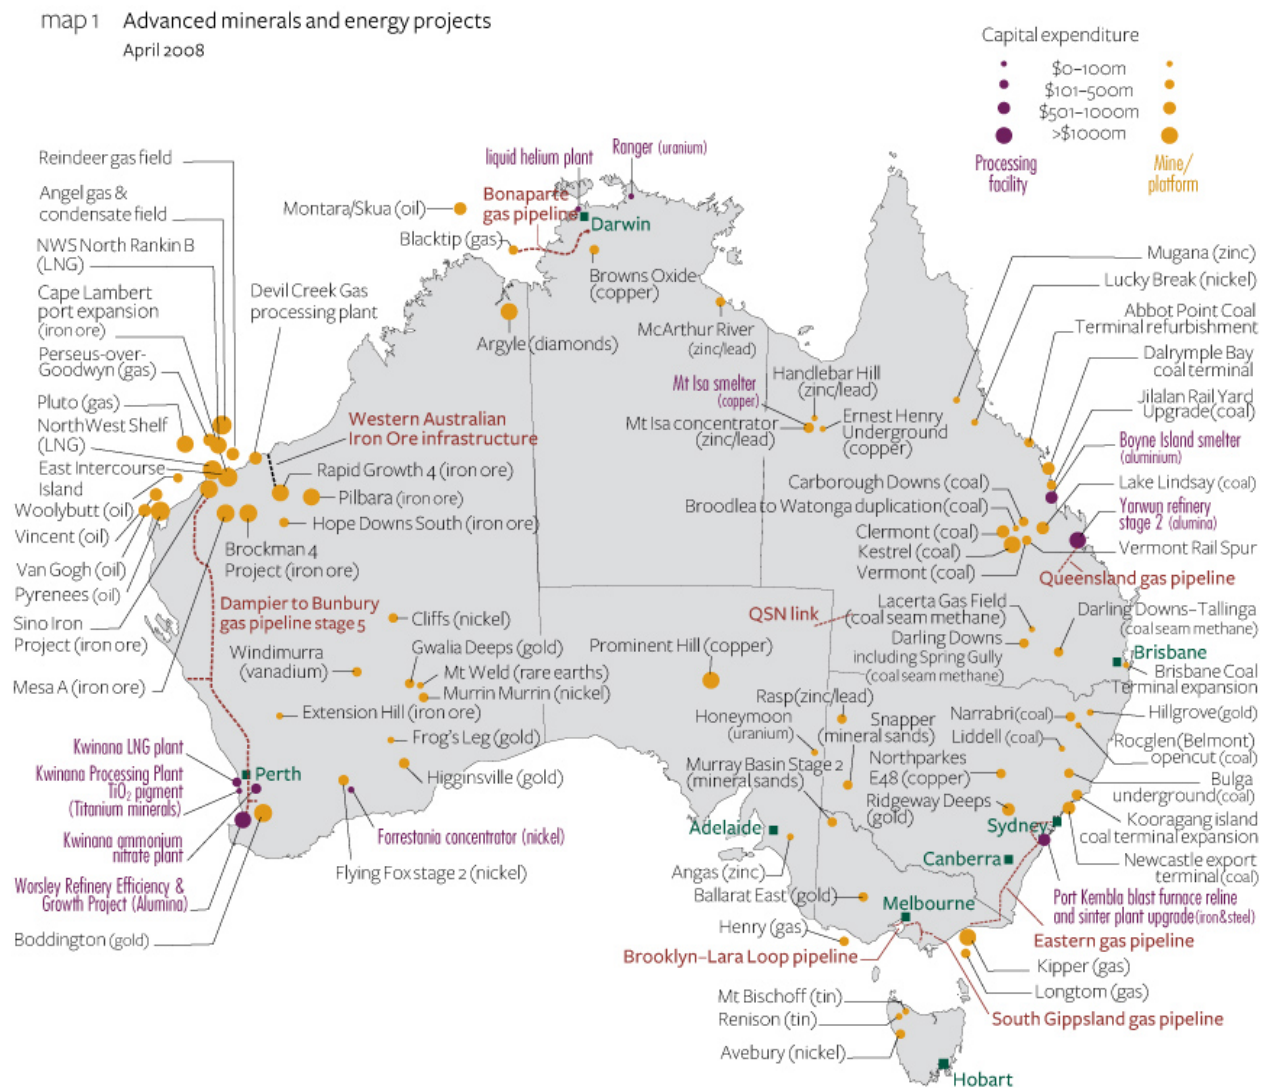 map 1 Advanced minerals and energy projects
April 2008
Capital expenditure
$0–100m
$101–500m
$501–1000m
>$1000m
Processing
facility
Mine/
platform
Reindeer gas field
Angel gas &
condensate field
NWS North Rankin B
(LNG)
Cape Lambert
port expansion
(iron ore)
Perseus-over-
Goodwyn (gas)
Pluto (gas)
North West Shelf
(LNG)
East Intercourse
Island
Woolybutt (oil)
Vincent (oil)
Van Gogh (oil)
Pyrenees (oil)
Sino Iron
Project (iron ore)
Mesa A (iron ore)
Devil Creek Gas
processing plant
Montara/Skua (oil)
Blacktip (gas)
liquid helium plant
Ranger (uranium)
Bonaparte
gas pipeline
Darwin
Browns Oxide
(copper)
Argyle (diamonds)
McArthur River
(zinc/lead)
Western Australian
Iron Ore infrastructure
Rapid Growth 4 (iron ore)
Pilbara (iron ore)
Hope Downs South (iron ore)
Brockman 4
Project (iron ore)
Dampier to Bunbury
gas pipeline stage 5
Cliffs (nickel)
Gwalia Deeps (gold)
Windimurra
(vanadium)
Mt Weld (rare earths)
Murrin Murrin (nickel)
Extension Hill (iron ore)
Frog's Leg (gold)
Higginsville (gold)
Kwinana LNG plant
Perth
Kwinana Processing Plant
TiO2 pigment
(Titanium minerals)
Kwinana ammonium
nitrate plant
Worsley Refinery Efficiency &
Growth Project (Alumina)
Boddington (gold)
Forrestania concentrator (nickel)
Flying Fox stage 2 (nickel)
Handlebar Hill
(zinc/lead)
Mt Isa smelter
(copper)
Mt Isa concentrator
(zinc/lead)
Ernest Henry
Underground
(copper)
Mugana (zinc)
Lucky Break (nickel)
Abbot Point Coal
Terminal refurbishment
Dalrymple Bay
coal terminal
Jilalan Rail Yard
Upgrade (coal)
Boyne Island smelter
(aluminium)
Lake Lindsay (coal)
Yarwun refinery
stage 2 (alumina)
Vermont Rail Spur
Queensland gas pipeline
Carborough Downs (coal)
Broodlea to Watonga duplication (coal)
Clermont (coal)
Kestrel (coal)
Vermont (coal)
QSN link
Lacerta Gas Field
(coal seam methane)
Darling Downs
including Spring Gully
(coal seam methane)
Darling Downs–Tallinga
(coal seam methane)
Brisbane
Brisbane Coal
Terminal expansion
Prominent Hill (copper)
Rasp (zinc/lead)
Honeymoon
(uranium)
Snapper
(mineral sands)
Murray Basin Stage 2
(mineral sands)
Narrabri (coal)
Liddell (coal)
Hillgrove (gold)
Rocglen (Belmont)
opencut (coal)
Northparkes
E48 (copper)
Ridgeway Deeps
(gold)
Bulga
underground (coal)
Kooragang island
coal terminal expansion
Newcastle export
terminal (coal)
Sydney
Adelaide
Canberra
Angas (zinc)
Ballarat East (gold)
Melbourne
Port Kembla blast furnace reline
and sinter plant upgrade (iron & steel)
Henry (gas)
Brooklyn–Lara Loop pipeline
Eastern gas pipeline
Kipper (gas)
Longtom (gas)
South Gippsland gas pipeline
Mt Bischoff (tin)
Renison (tin)
Avebury (nickel)
Hobart